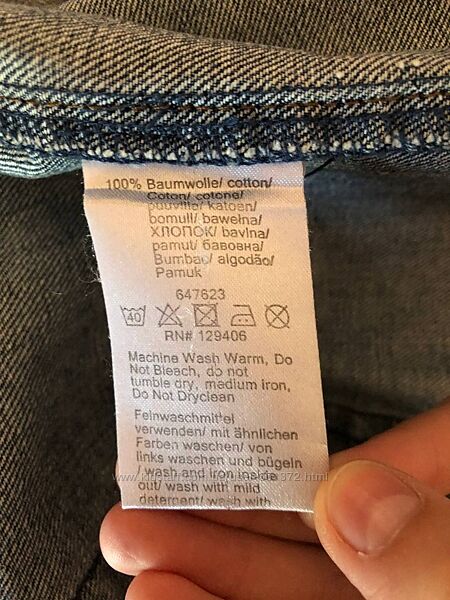 100% Baumwolle/ cotton/
Coton/ cotone/
pauville/ katoen/
bomull/ bawełna/
ХЛОПОК/ bavlna/
pamut/ бавовна/
Bumbac/ algodão/
Pamuk
647623
40
RN# 129406
Machine Wash Warm, Do
Not Bleach, do not
tumble dry, medium iron,
Do Not Dryclean
Feinwaschmittel
verwenden/ mit ähnlichen
Farben waschen/ von
links waschen und bügeln
/ wash and iron inside
out/ wash with mild
detergent/ wash with